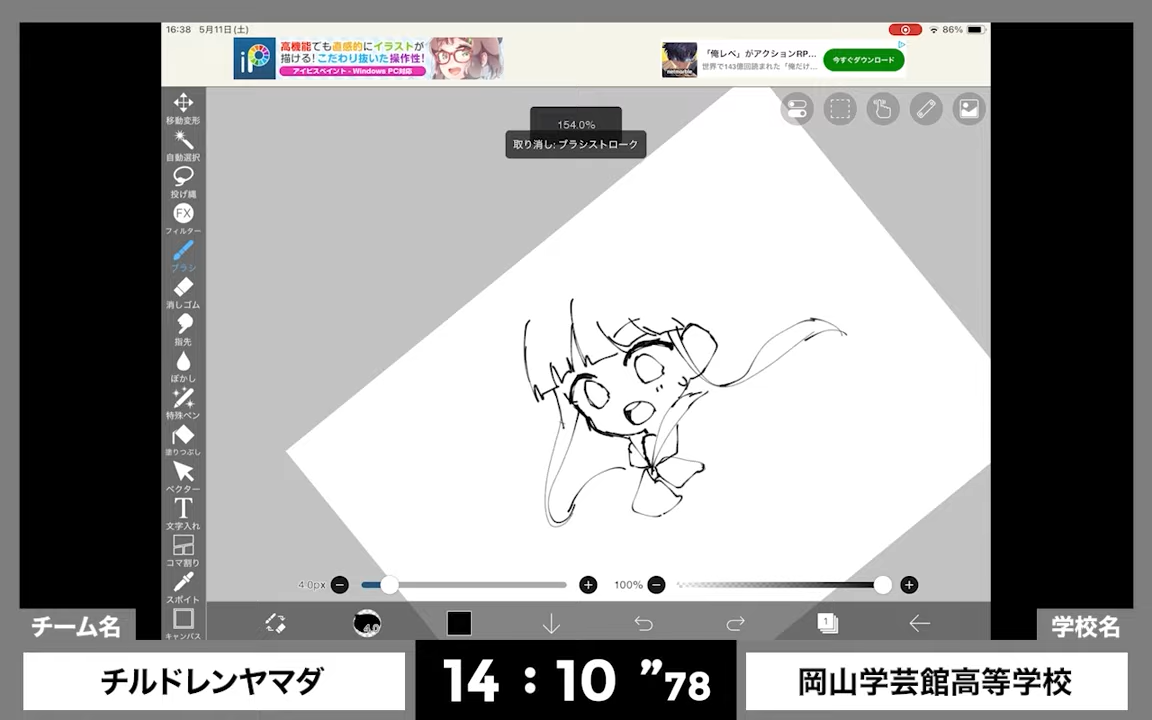 16:38 5月11日(土)
86%
iP
高機能でも直感的にイラストが
描ける!こだわり抜いた操作性!
アイビスペイント - Windows PC対応
「俺レベ」がアクションRP...
世界で143億回読まれた「俺だけ...
netmarble
今すぐダウンロード
154.0%
取り消し: ブラシストローク
移動変形
自動選択
投げ縄
FX
フィルター
ブラシ
消しゴム
指先
ぼかし
特殊ペン
塗りつぶし
ベクター
T
文字入れ
コマ割り
スポイト
キャンバス
4.0px
100%
4.0
1
チーム名
学校名
チルドレンヤマダ
14:10 ”78
岡山学芸館高等学校